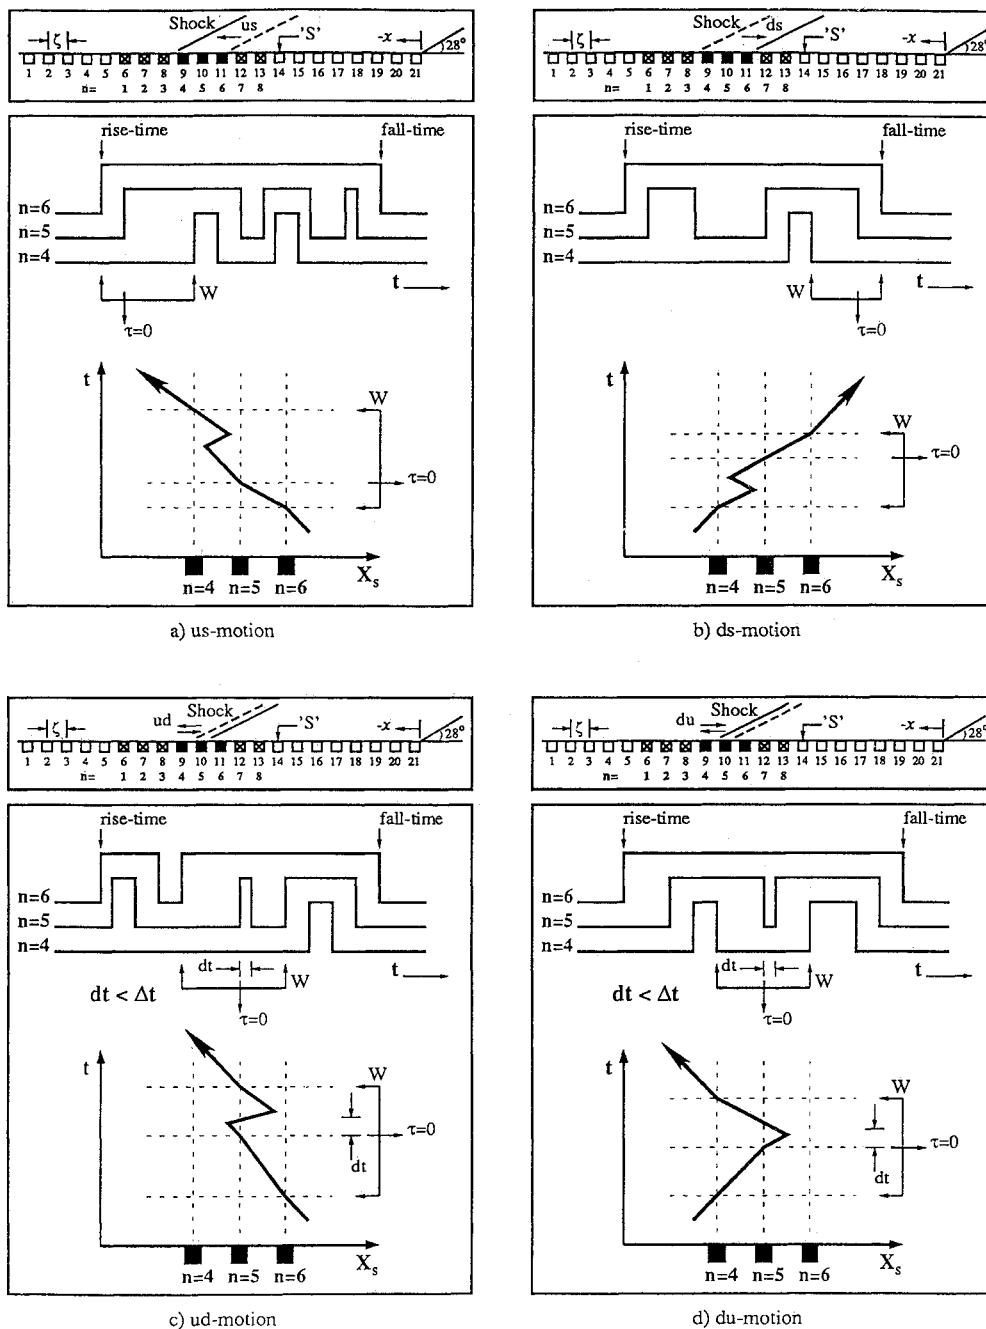 Shock
us
'S'
-x
ζ
28°
1 2 3 4 5 6 7 8 9 10 11 12 13 14 15 16 17 18 19 20 21
n= 1 2 3 4 5 6 7 8
rise-time
fall-time
n=6
n=5
n=4
W
t
τ=0
t
W
τ=0
n=4 n=5 n=6
Xs
a) us-motion
Shock
ds
'S'
-x
ζ
28°
1 2 3 4 5 6 7 8 9 10 11 12 13 14 15 16 17 18 19 20 21
n= 1 2 3 4 5 6 7 8
rise-time
fall-time
n=6
n=5
n=4
W
t
τ=0
t
W
τ=0
n=4 n=5 n=6
Xs
b) ds-motion
ud
Shock
'S'
-x
ζ
28°
1 2 3 4 5 6 7 8 9 10 11 12 13 14 15 16 17 18 19 20 21
n= 1 2 3 4 5 6 7 8
rise-time
fall-time
n=6
n=5
n=4
dt
W
t
dt < Δt
τ=0
t
W
τ=0
dt
n=4 n=5 n=6
Xs
c) ud-motion
du
Shock
'S'
-x
ζ
28°
1 2 3 4 5 6 7 8 9 10 11 12 13 14 15 16 17 18 19 20 21
n= 1 2 3 4 5 6 7 8
rise-time
fall-time
n=6
n=5
n=4
dt
W
t
dt < Δt
τ=0
t
W
τ=0
dt
n=4 n=5 n=6
Xs
d) du-motion